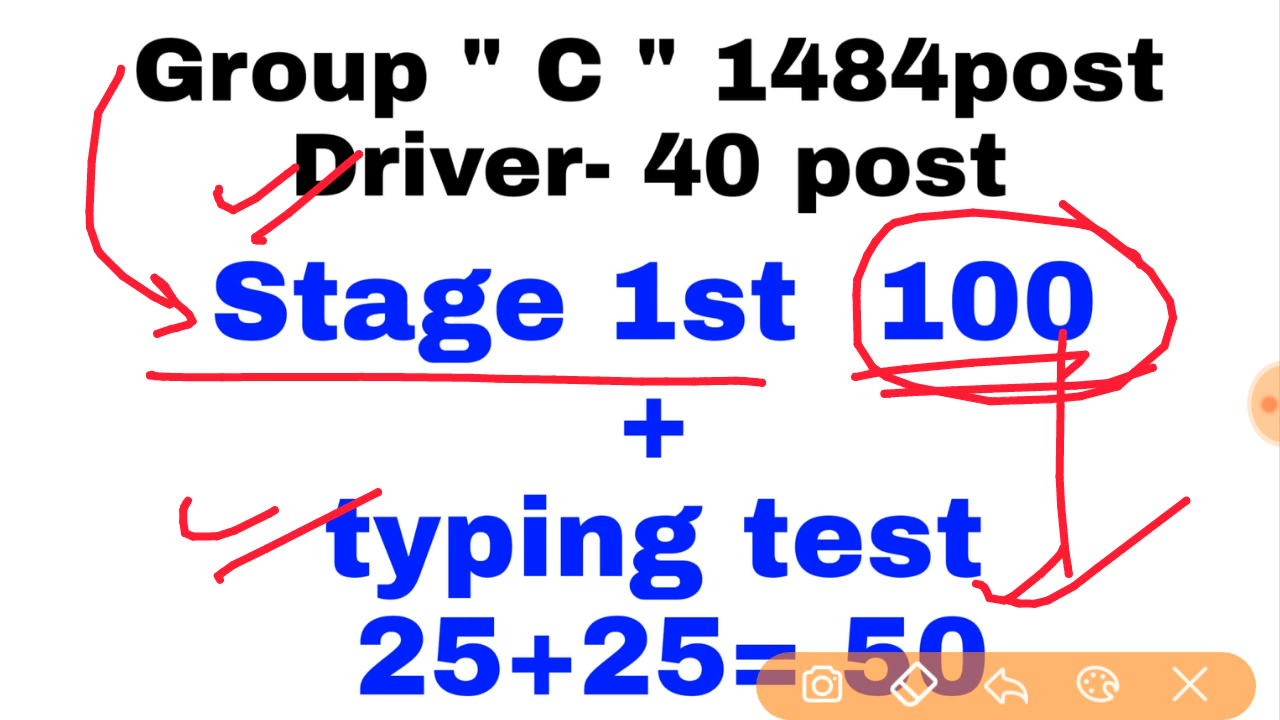 Group " C " 1484post
Driver- 40 post
Stage 1st 100
+
typing test
25+25= 50